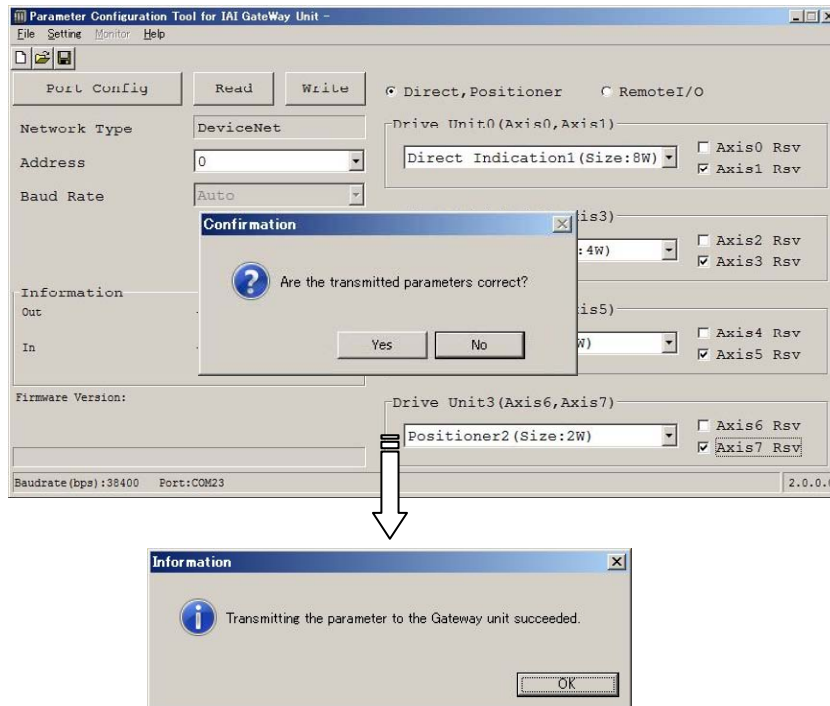 Parameter Configuration Tool for IAI GateWay Unit -
File Setting Monitor Help
Port Config Read Write
Direct,Positioner RemoteI/O
Network Type DeviceNet
Address 0
Baud Rate Auto
Drive Unit0(Axis0,Axis1)
Direct Indication1(Size:8W)
Axis0 Rsv
Axis1 Rsv
is3)
:4W)
Axis2 Rsv
Axis3 Rsv
is5)
W)
Axis4 Rsv
Axis5 Rsv
Confirmation
Are the transmitted parameters correct?
Yes No
Information
Out
In
Firmware Version:
Drive Unit3(Axis6,Axis7)
Positioner2(Size:2W)
Axis6 Rsv
Axis7 Rsv
Baudrate(bps):38400 Port:COM23 2.0.0.
Information
Transmitting the parameter to the Gateway unit succeeded.
OK